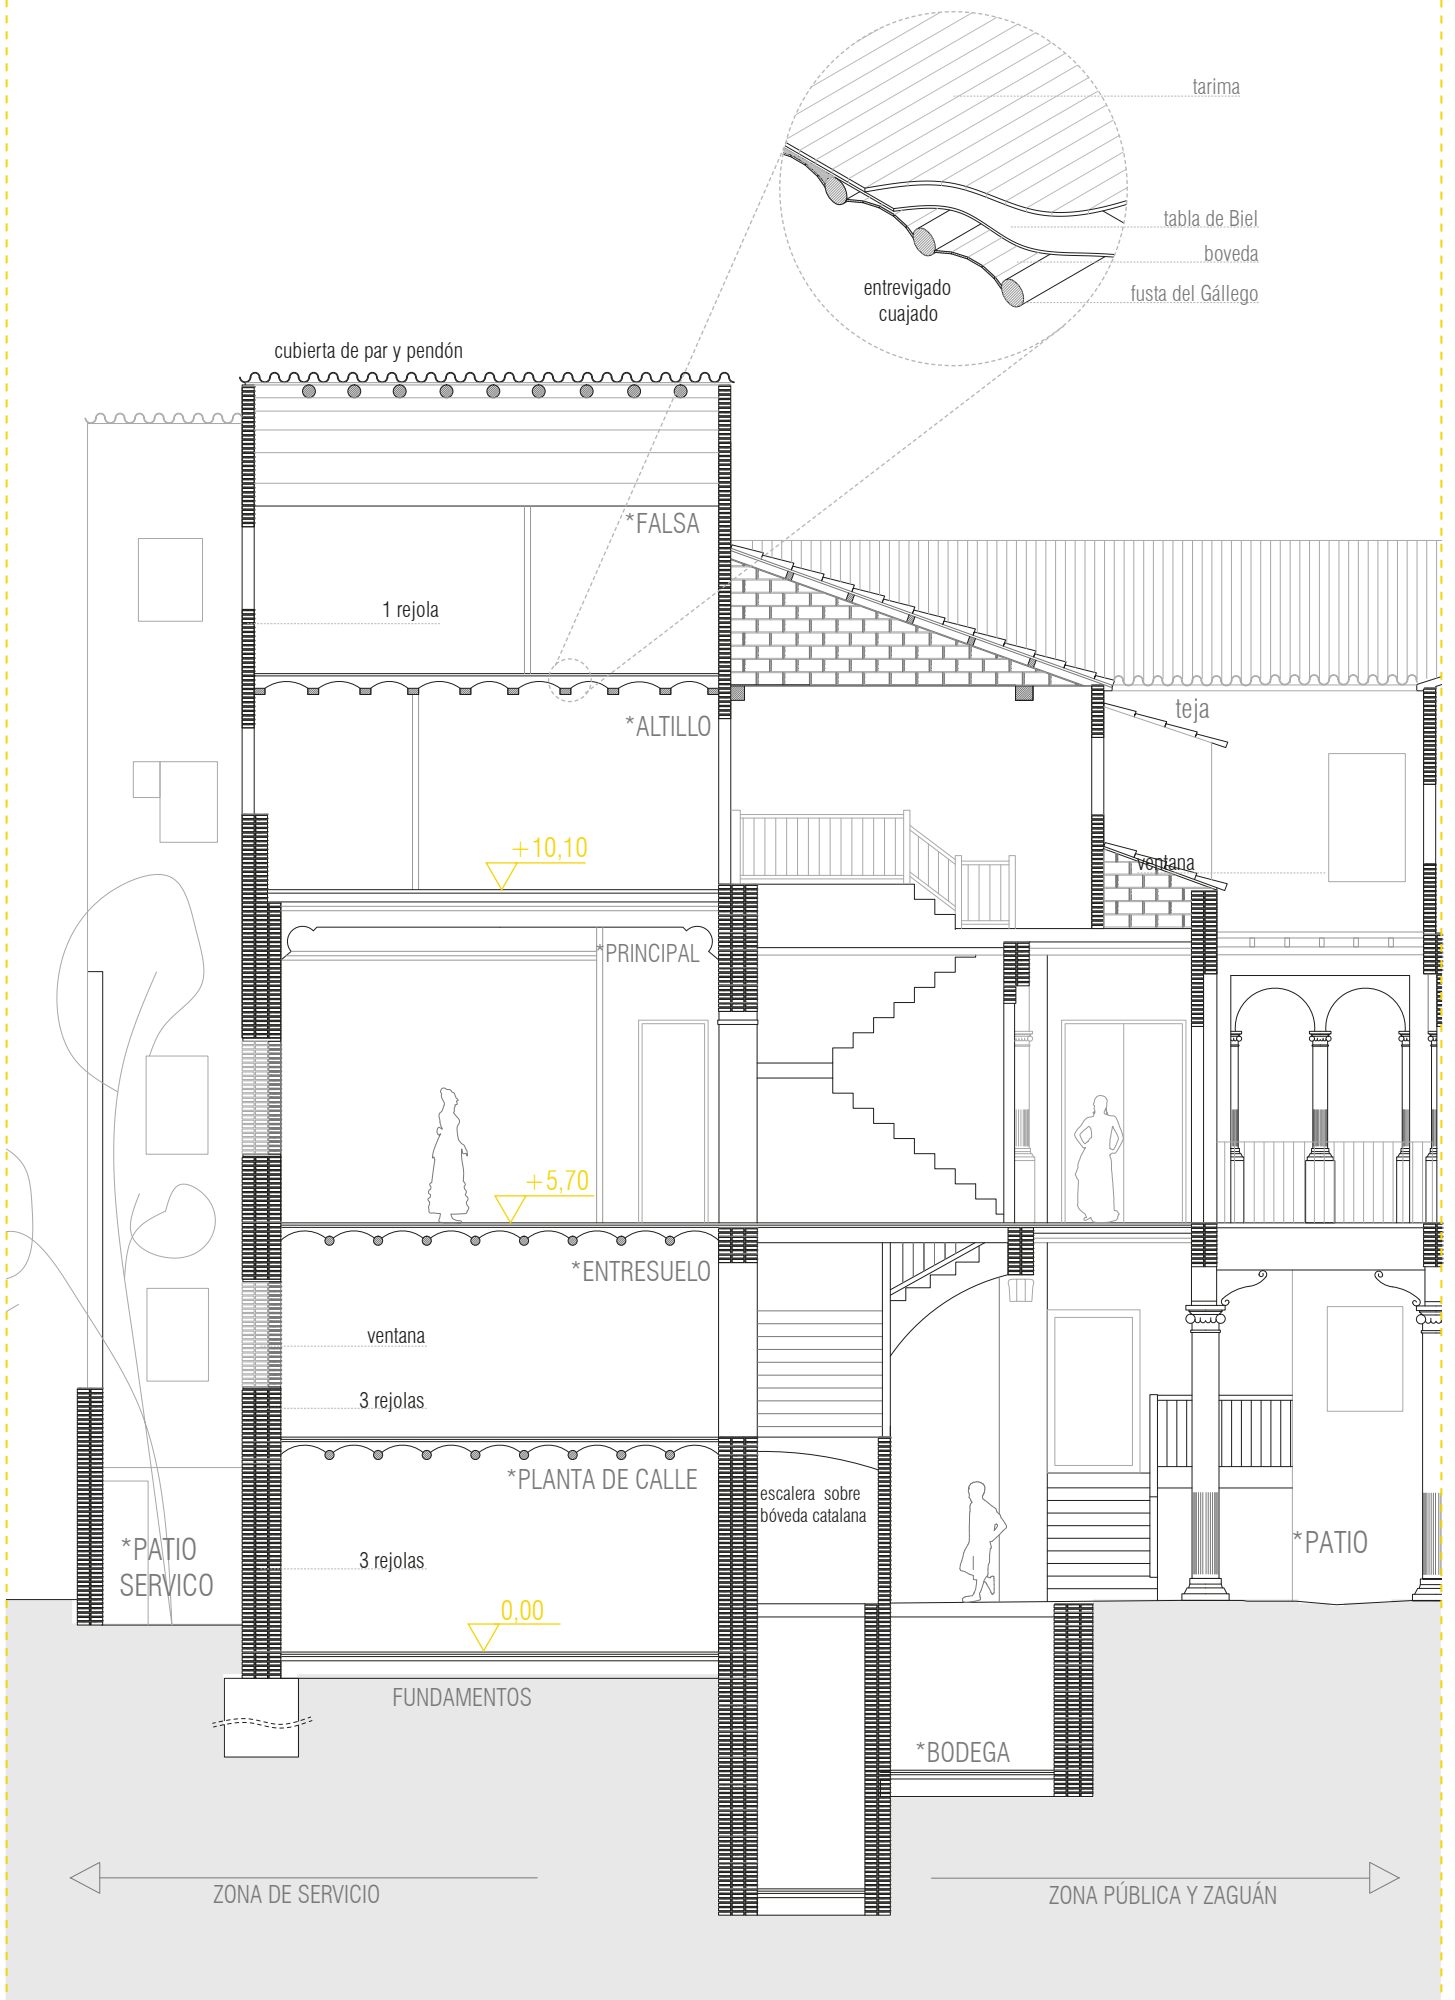 tarima
tabla de Biel
boveda
fusta del Gállego
entrevigado
cuajado
cubierta de par y pendón
*FALSA
1 rejola
*ALTILLO
teja
+10,10
ventana
*PRINCIPAL
+5,70
*ENTRESUELO
ventana
3 rejolas
*PLANTA DE CALLE
escalera sobre
bóveda catalana
*PATIO
SERVICO
3 rejolas
*PATIO
0,00
FUNDAMENTOS
*BODEGA
ZONA DE SERVICIO
ZONA PÚBLICA Y ZAGUÁN